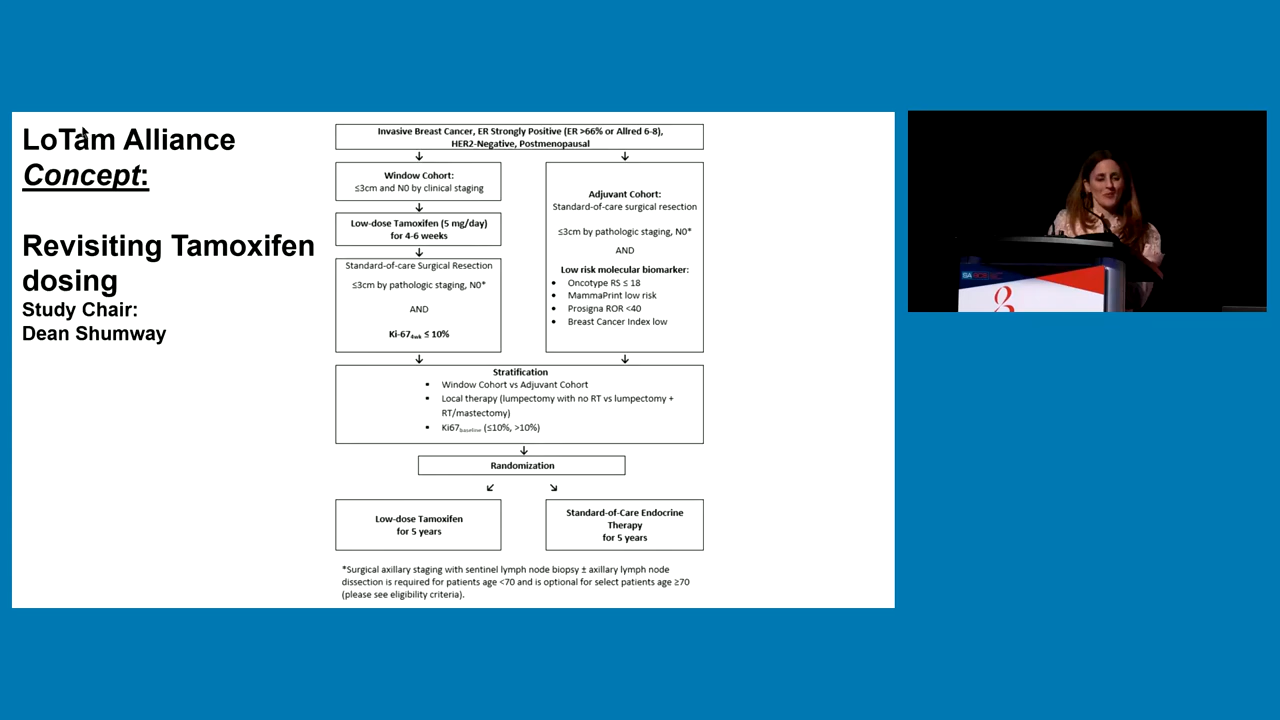 LoTam Alliance
Concept:
Revisiting Tamoxifen
dosing
Study Chair:
Dean Shumway
Invasive Breast Cancer, ER Strongly Positive (ER >66% or Allred 6-8),
HER2-Negative, Postmenopausal
Window Cohort:
≤3cm and N0 by clinical staging
Low-dose Tamoxifen (5 mg/day)
for 4-6 weeks
Standard-of-care Surgical Resection
≤3cm by pathologic staging, N0*
AND
Ki-674wk ≤ 10%
Adjuvant Cohort:
Standard-of-care surgical resection
≤3cm by pathologic staging, N0*
AND
Low risk molecular biomarker:
• Oncotype RS ≤ 18
• MammaPrint low risk
• Prosigna ROR <40
• Breast Cancer Index low
Stratification
▪ Window Cohort vs Adjuvant Cohort
▪ Local therapy (lumpectomy with no RT vs lumpectomy +
RT/mastectomy)
▪ Ki67baseline (≤10%, >10%)
Randomization
Low-dose Tamoxifen
for 5 years
Standard-of-Care Endocrine
Therapy
for 5 years
*Surgical axillary staging with sentinel lymph node biopsy ± axillary lymph node
dissection is required for patients age <70 and is optional for select patients age ≥70
(please see eligibility criteria).